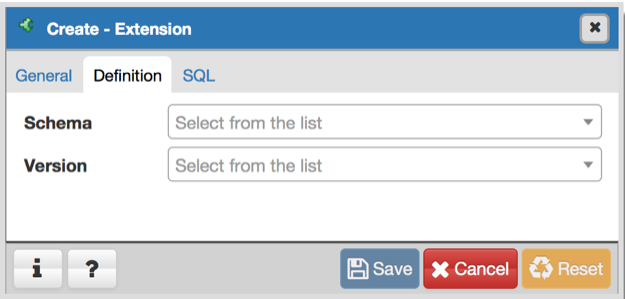 Create - Extension
General Definition SQL
Schema Select from the list
Version Select from the list
i ? Save Cancel Reset